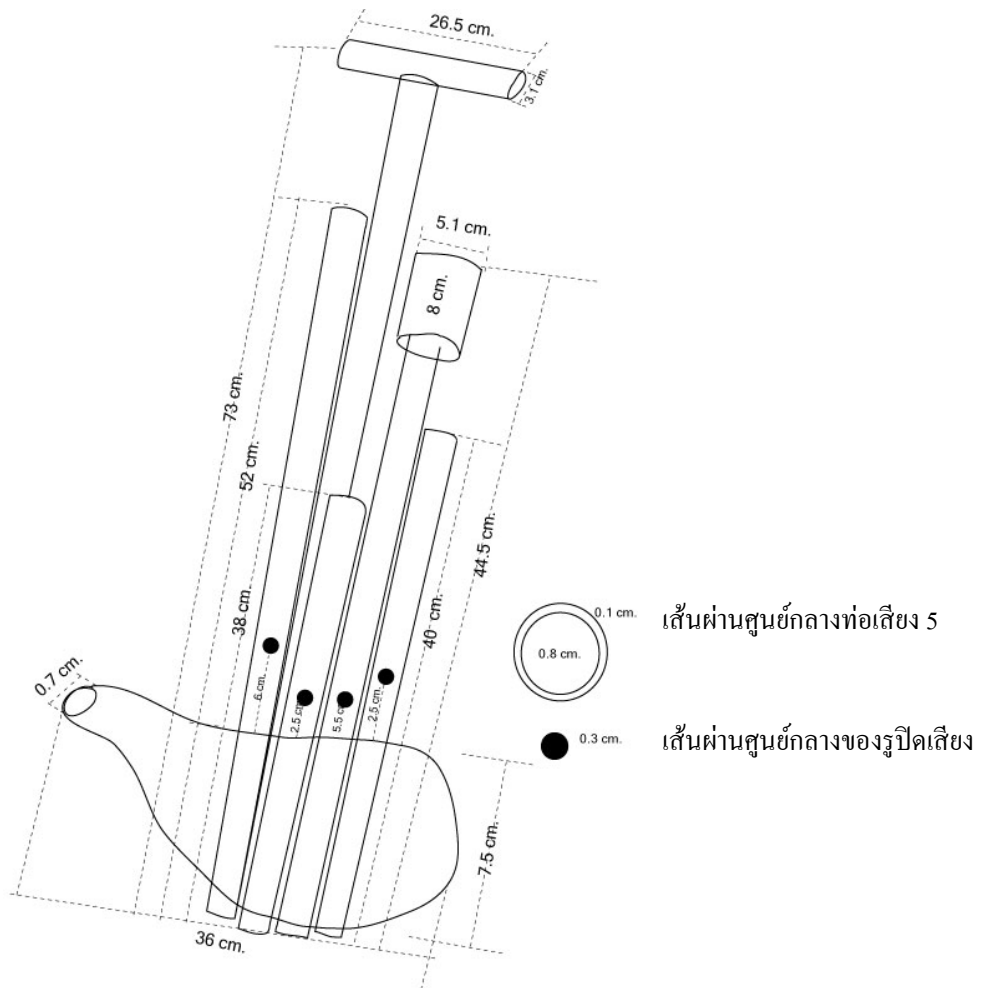 26.5 cm.
3.1 cm.
5.1 cm.
8 cm.
73 cm.
52 cm.
44.5 cm.
38 cm.
40 cm.
0.1 cm.
เส้นผ่านศูนย์กลางท่อเสียง 5
0.8 cm.
0.7 cm.
6 cm.
2.5 cm.
5.5 cm.
2.5 cm.
0.3 cm.
เส้นผ่านศูนย์กลางของรูปิดเสียง
7.5 cm.
36 cm.